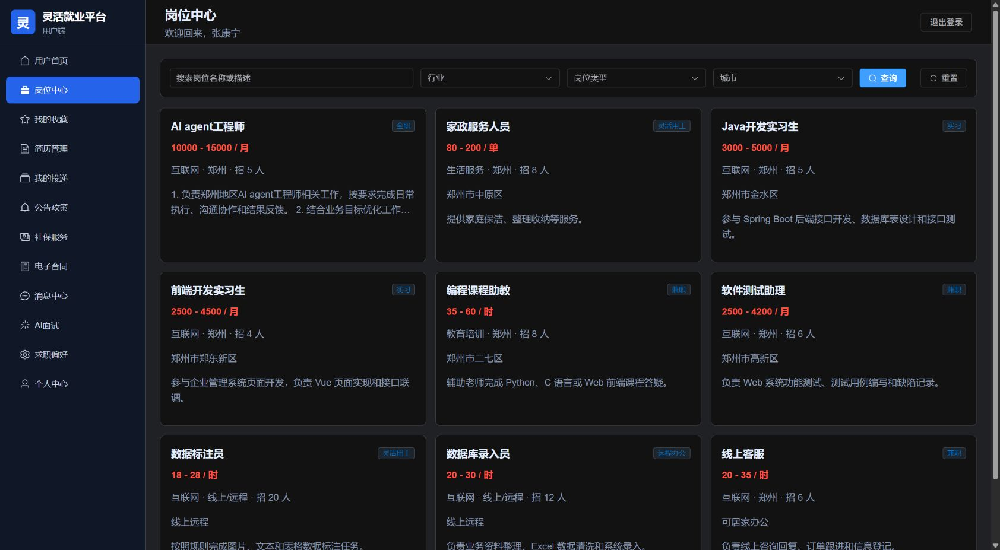 灵
灵活就业平台
用户端
用户首页
岗位中心
我的收藏
简历管理
我的投递
公告政策
社保服务
电子合同
消息中心
AI面试
求职偏好
个人中心
岗位中心
欢迎回来，张康宁
退出登录
搜索岗位名称或描述
行业
岗位类型
城市
查询
重置
AI agent工程师
全职
10000 - 15000 / 月
互联网 · 郑州 · 招 5 人
1. 负责郑州地区AI agent工程师相关工作，按要求完成日常
执行、沟通协作和结果反馈。 2. 结合业务目标优化工作…
家政服务人员
灵活用工
80 - 200 / 单
生活服务 · 郑州 · 招 8 人
郑州市中原区
提供家庭保洁、整理收纳等服务。
Java开发实习生
实习
3000 - 5000 / 月
互联网 · 郑州 · 招 5 人
郑州市金水区
参与 Spring Boot 后端接口开发、数据库表设计和接口测
试。
前端开发实习生
实习
2500 - 4500 / 月
互联网 · 郑州 · 招 4 人
郑州市郑东新区
参与企业管理系统页面开发，负责 Vue 页面实现和接口联
调。
编程课程助教
兼职
35 - 60 / 时
教育培训 · 郑州 · 招 8 人
郑州市二七区
辅助老师完成 Python、C 语言或 Web 前端课程答疑。
软件测试助理
兼职
2500 - 4200 / 月
互联网 · 郑州 · 招 6 人
郑州市高新区
负责 Web 系统功能测试、测试用例编写和缺陷记录。
数据标注员
灵活用工
18 - 28 / 时
互联网 · 线上/远程 · 招 20 人
线上远程
按照规则完成图片、文本和表格数据标注任务。
数据库录入员
远程办公
20 - 30 / 时
互联网 · 线上/远程 · 招 12 人
线上远程
负责业务资料整理、Excel 数据清洗和系统录入。
线上客服
兼职
20 - 35 / 时
互联网 · 郑州 · 招 6 人
可居家办公
负责线上咨询回复、订单跟进和信息登记。